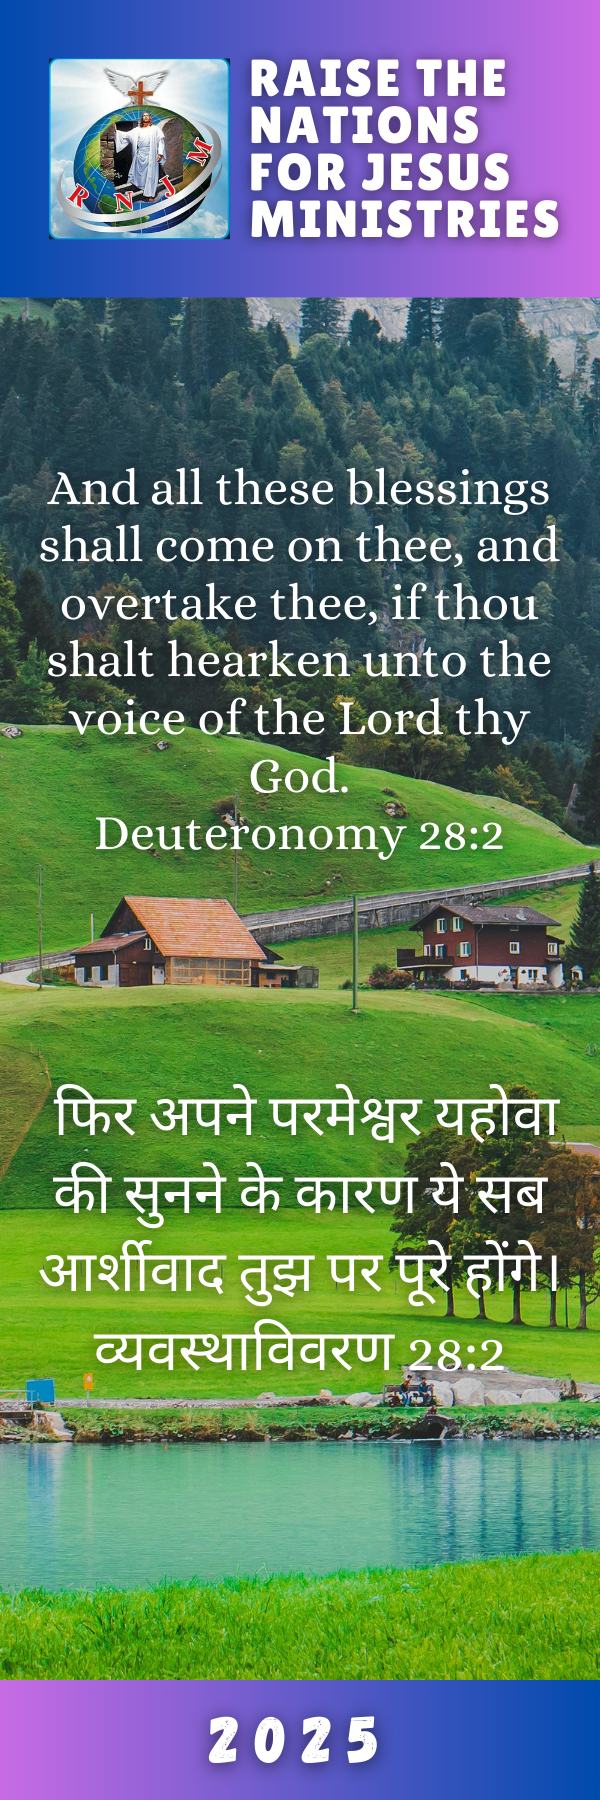 R N J M
RAISE THE
NATIONS
FOR JESUS
MINISTRIES
And all these blessings
shall come on thee, and
overtake thee, if thou
shalt hearken unto the
voice of the Lord thy
God.
Deuteronomy 28:2
फिर अपने परमेश्वर यहोवा
की सुनने के कारण ये सब
आर्शीवाद तुझ पर पूरे होंगे।
व्यवस्थाविवरण 28:2
2025